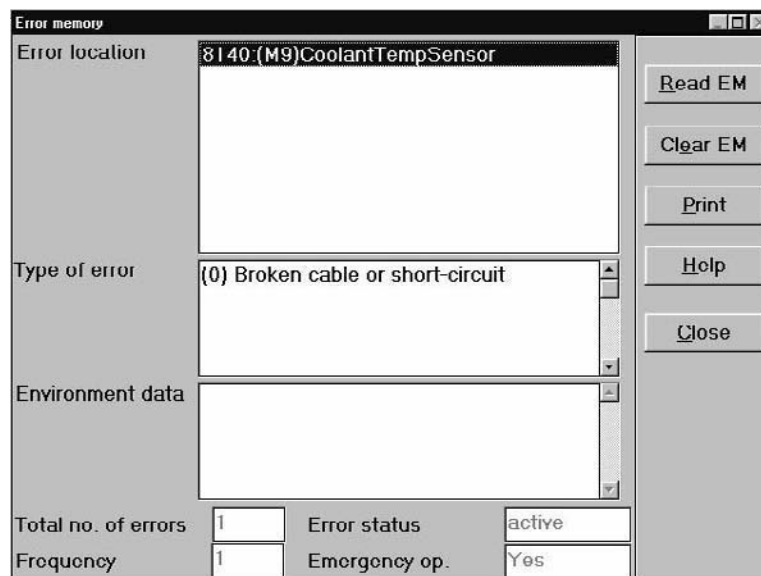 Error memory
Error location
8140:(M9)CoolantTempSensor
Read EM
Clear EM
Print
Help
Close
Type of error
(0) Broken cable or short-circuit
Environment data
Total no. of errors 1 Error status active
Frequency 1 Emergency op. Yes